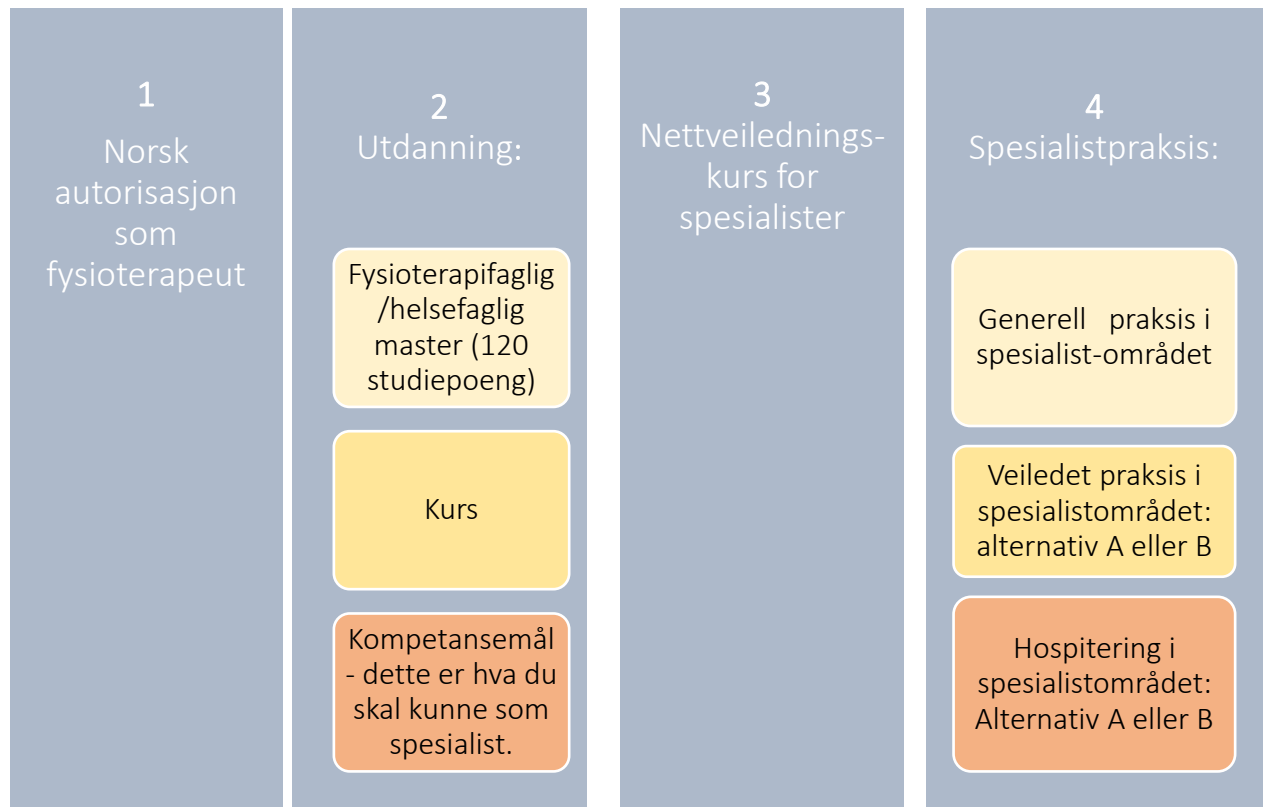 1
Norsk
autorisasjon
som
fysioterapeut
2
Utdanning:
Fysioterapifaglig
/helsefaglig
master (120
studiepoeng)
Kurs
Kompetansemål
- dette er hva du
skal kunne som
spesialist.
3
Nettveilednings-
kurs for
spesialister
4
Spesialistpraksis:
Generell praksis i
spesialist-området
Veiledet praksis i
spesialistområdet:
alternativ A eller B
Hospitering i
spesialistområdet:
Alternativ A eller B